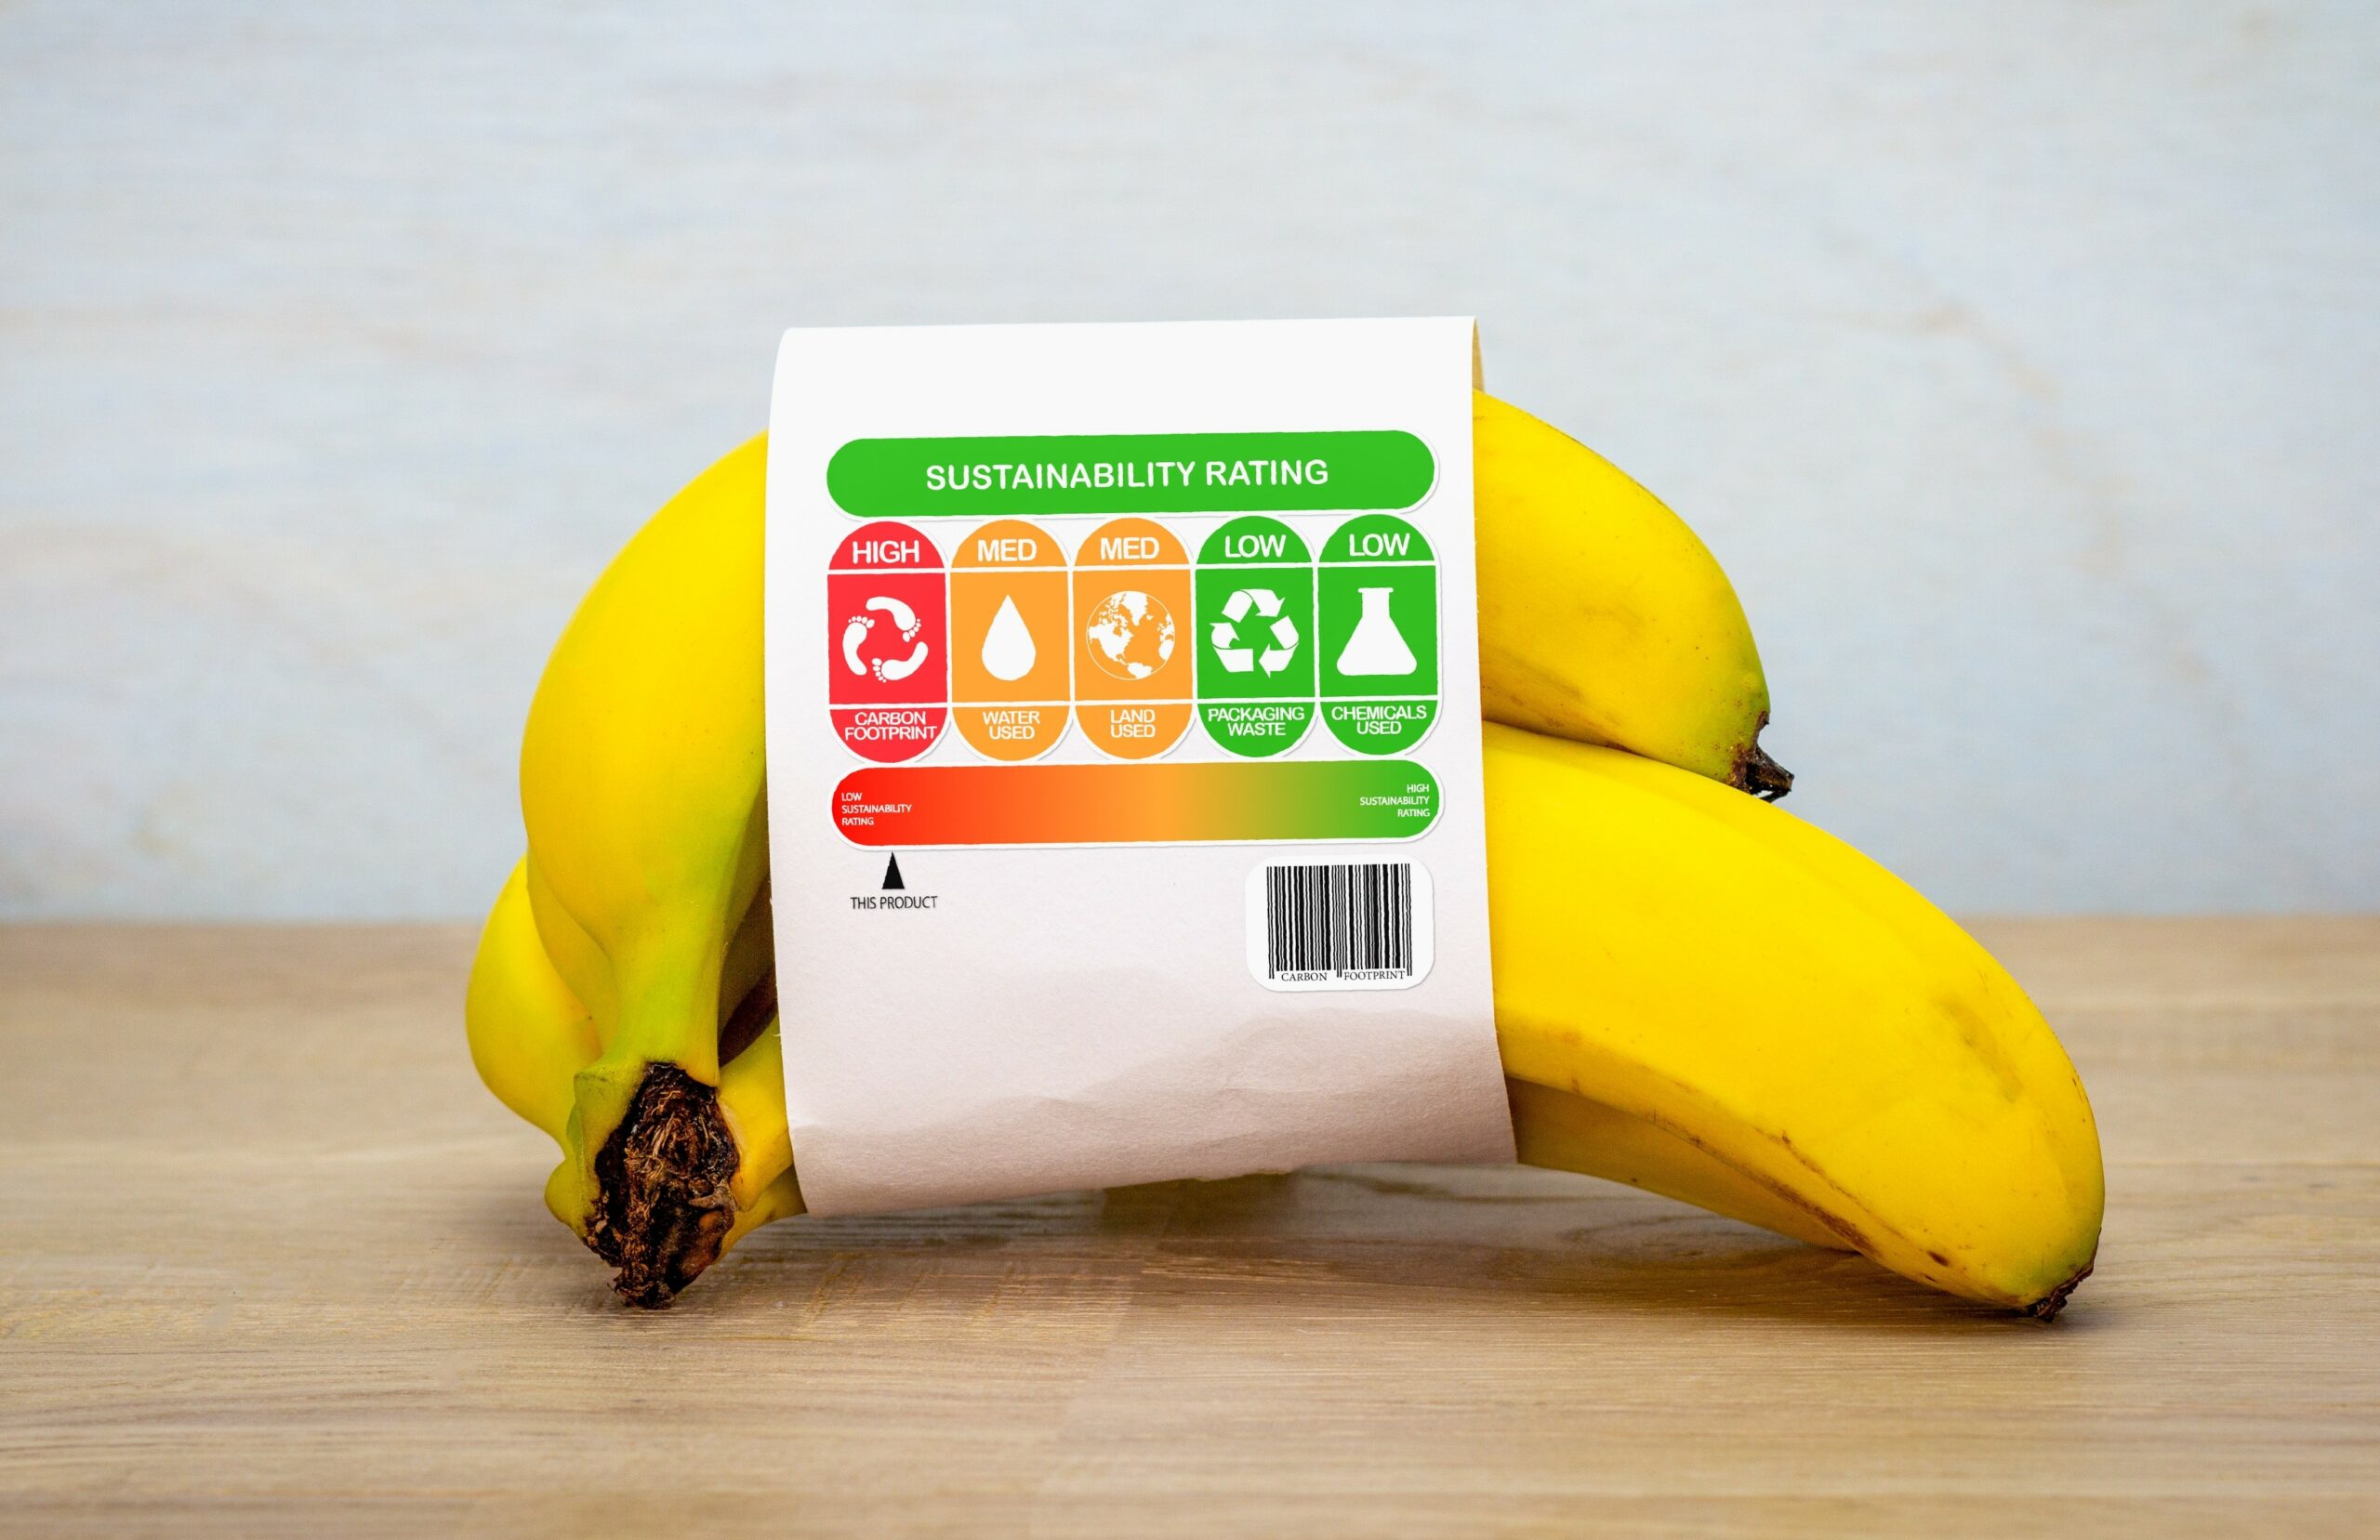 SUSTAINABILITY RATING
HIGH
MED
MED
LOW
LOW
CARBON
FOOTPRINT
WATER
USED
LAND
USED
PACKAGING
WASTE
CHEMICALS
USED
LOW
SUSTAINABILITY
RATING
HIGH
SUSTAINABILITY
RATING
THIS PRODUCT
CARBON FOOTPRINT